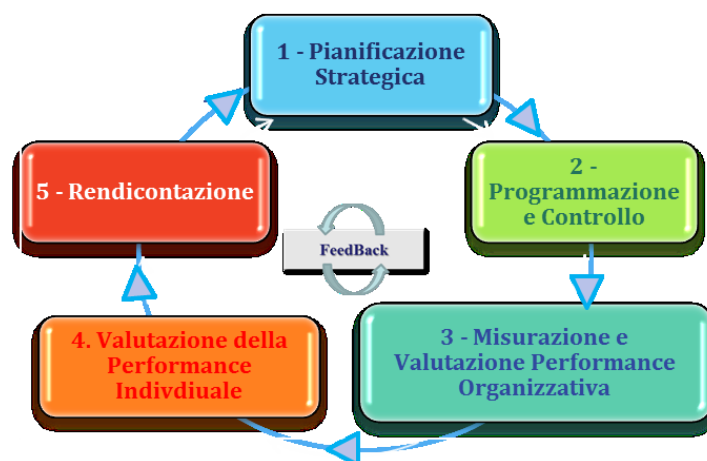 1 - Pianificazione
Strategica
2 -
Programmazione
e Controllo
3 - Misurazione e
Valutazione Performance
Organizzativa
4. Valutazione della
Performance
Indivdiuale
5 - Rendicontazione
FeedBack